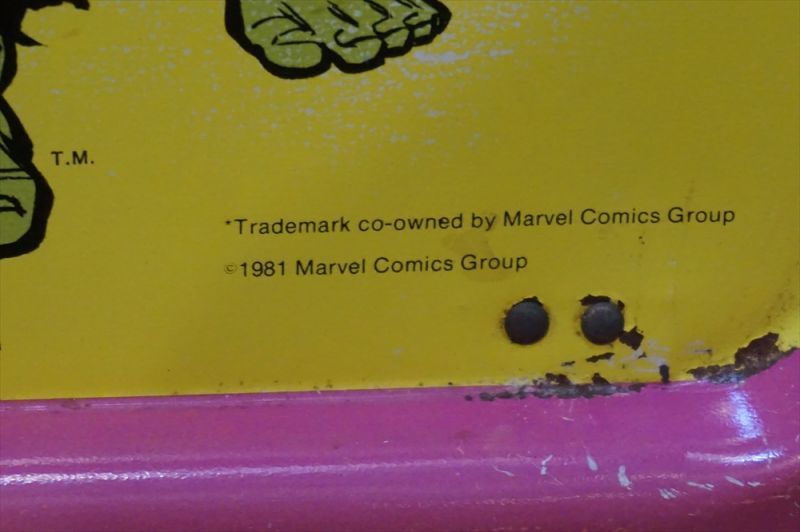 T.M.
*Trademark co-owned by Marvel Comics Group
©1981 Marvel Comics Group